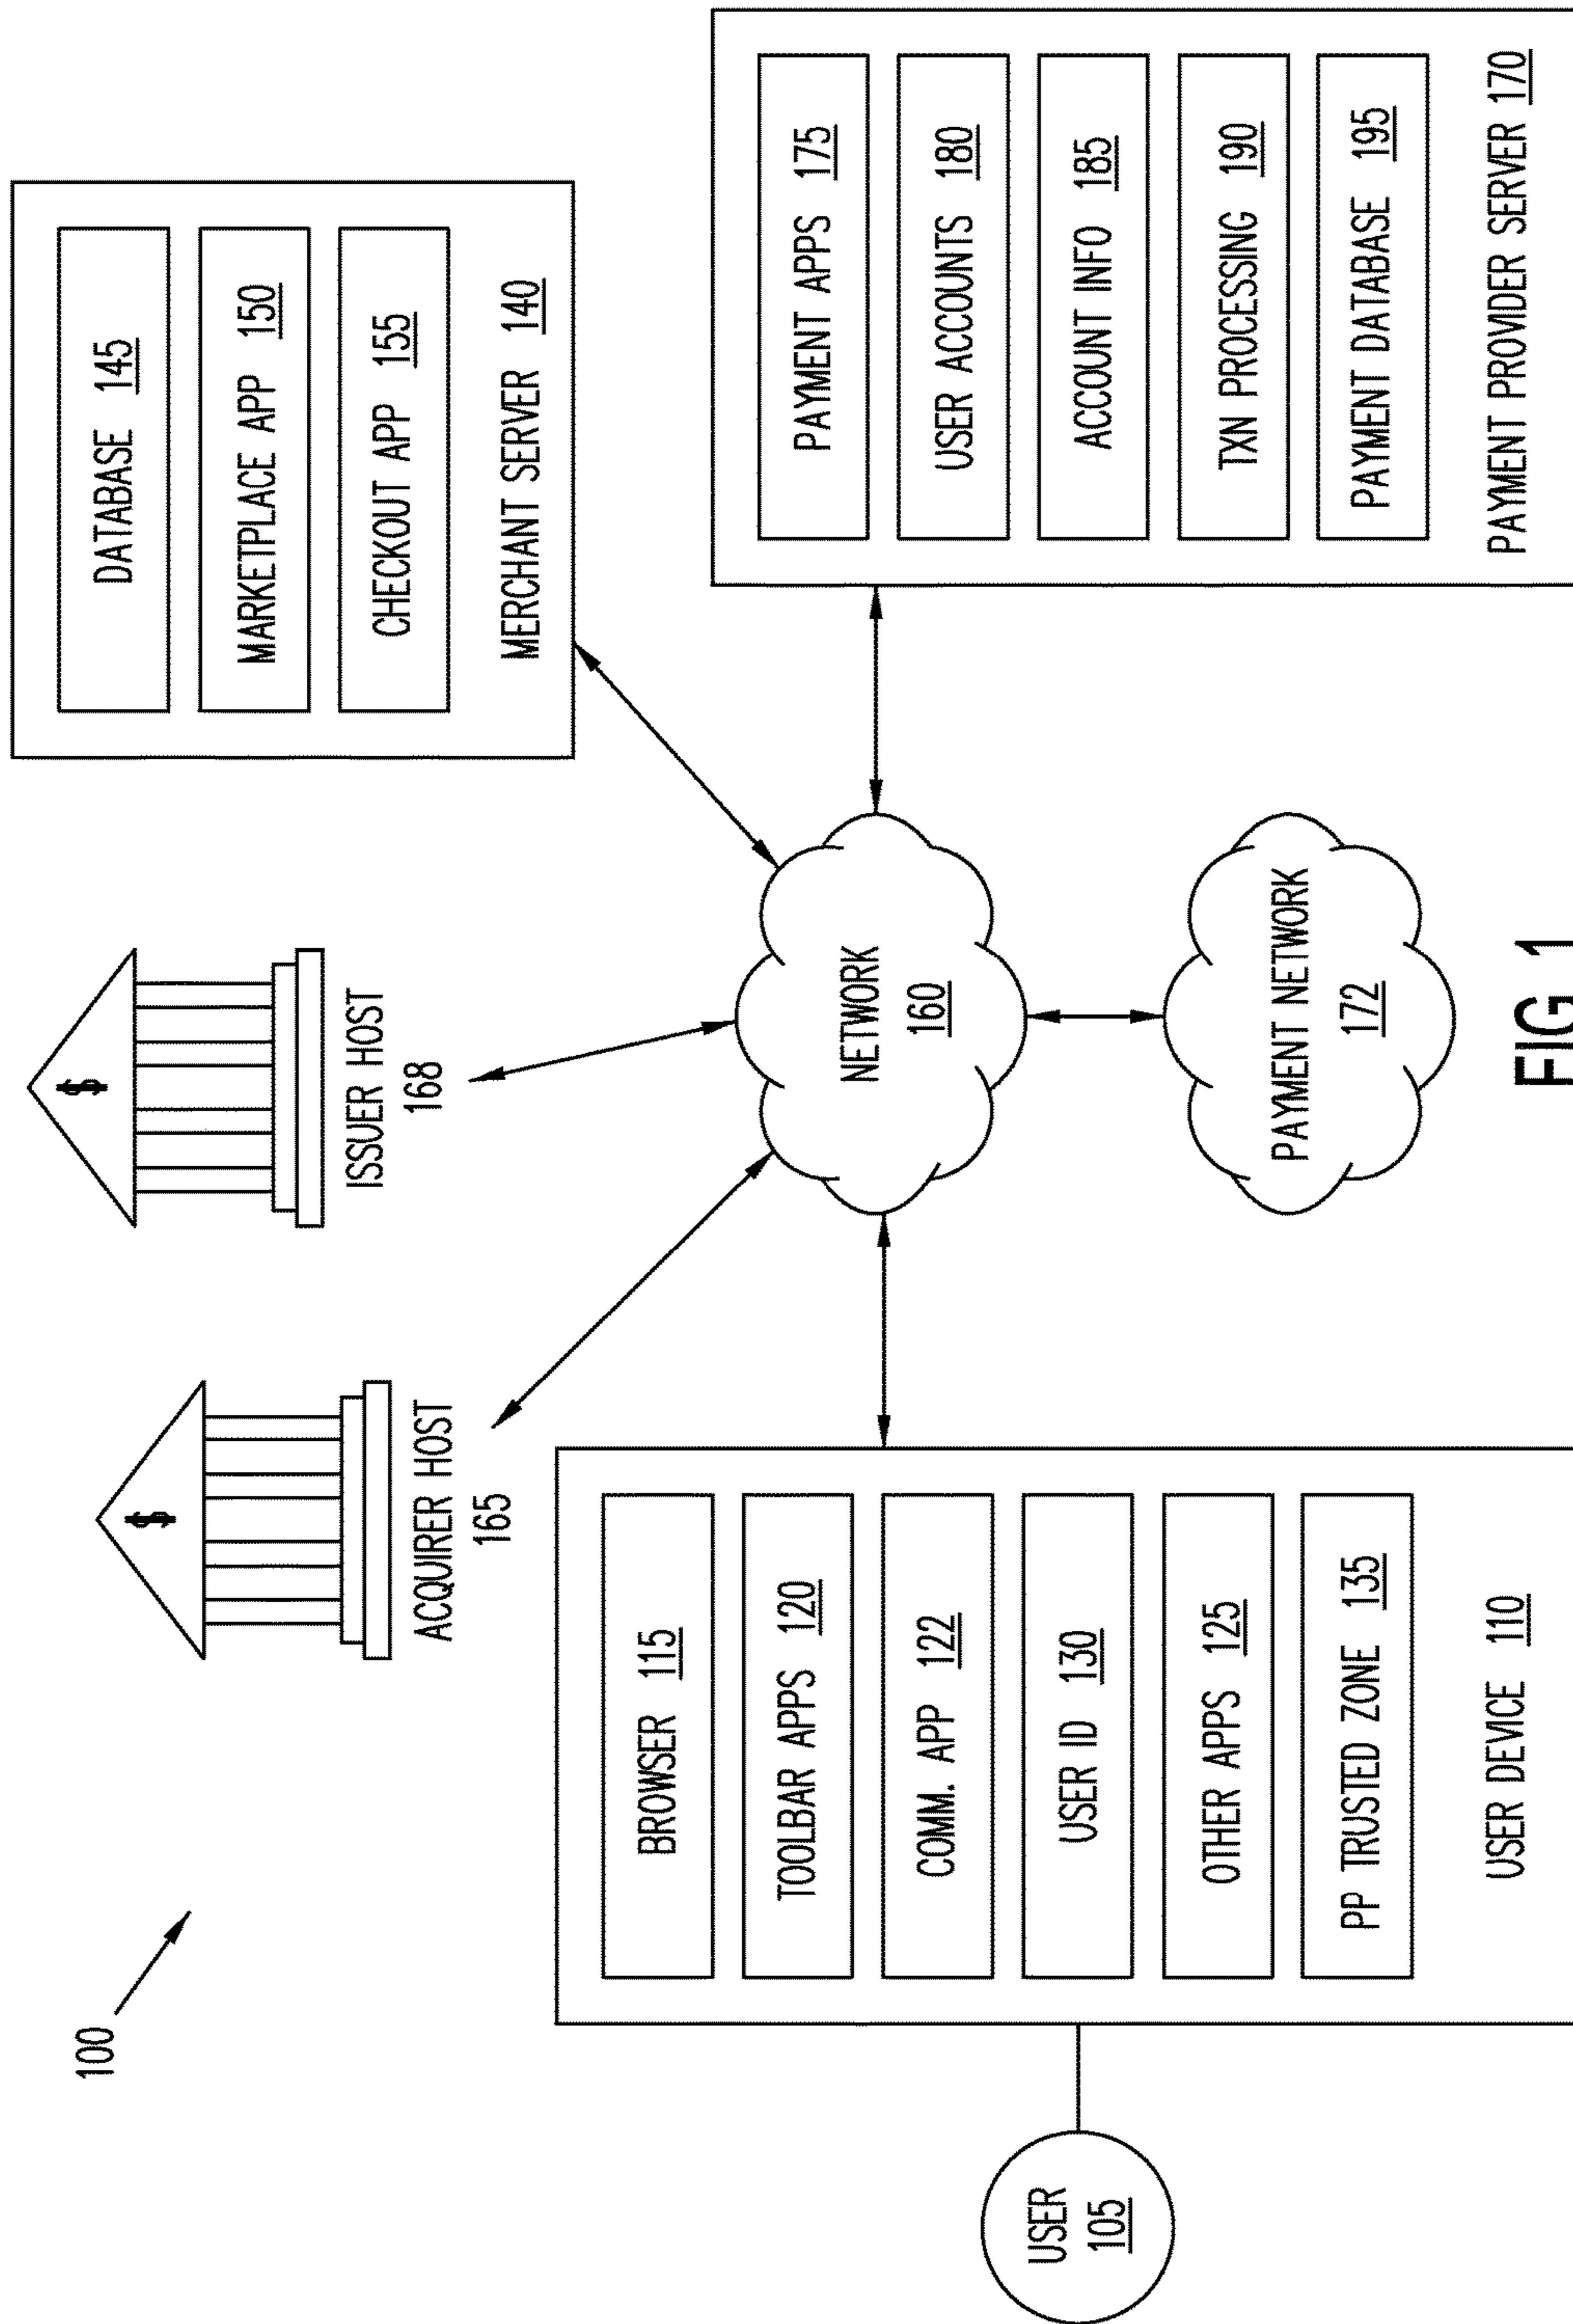 100
$
ACQUIRER HOST
165
$
ISSUER HOST
168
DATABASE 145
MARKETPLACE APP 150
CHECKOUT APP 155
MERCHANT SERVER 140
USER
105
BROWSER 115
TOOLBAR APPS 120
COMM. APP 122
USER ID 130
OTHER APPS 125
PP TRUSTED ZONE 135
USER DEVICE 110
NETWORK
160
PAYMENT NETWORK
172
PAYMENT APPS 175
USER ACCOUNTS 180
ACCOUNT INFO 185
TXN PROCESSING 190
PAYMENT DATABASE 195
PAYMENT PROVIDER SERVER 170
FIG. 1